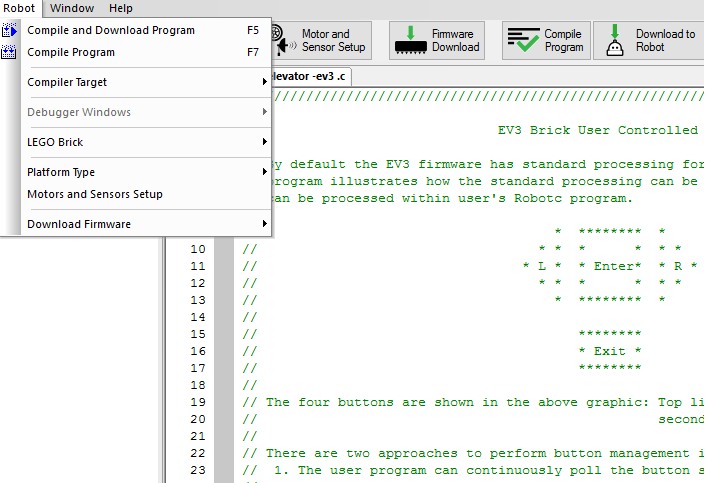 Robot Window Help
Compile and Download Program F5
Compile Program F7
Compiler Target
Debugger Windows
LEGO Brick
Platform Type
Motors and Sensors Setup
Download Firmware
Motor and Sensor Setup
Firmware Download
Compile Program
Download to Robot
levator -ev3 .c
/////////////////////////////////////////////////////////
EV3 Brick User Controlled
y default the EV3 firmware has standard processing for
rogram illustrates how the standard processing can be
an be processed within user's Robotc program.
* ******** *
10 // * * * * * *
11 // * L * * Enter* * R *
12 // * * * * * *
13 // * ******** *
14 //
15 // ********
16 // * Exit *
17 // ********
18 //
19 // The four buttons are shown in the above graphic: Top li
20 // second
21 //
22 // There are two approaches to perform button management i
23 // 1. The user program can continuously poll the button s